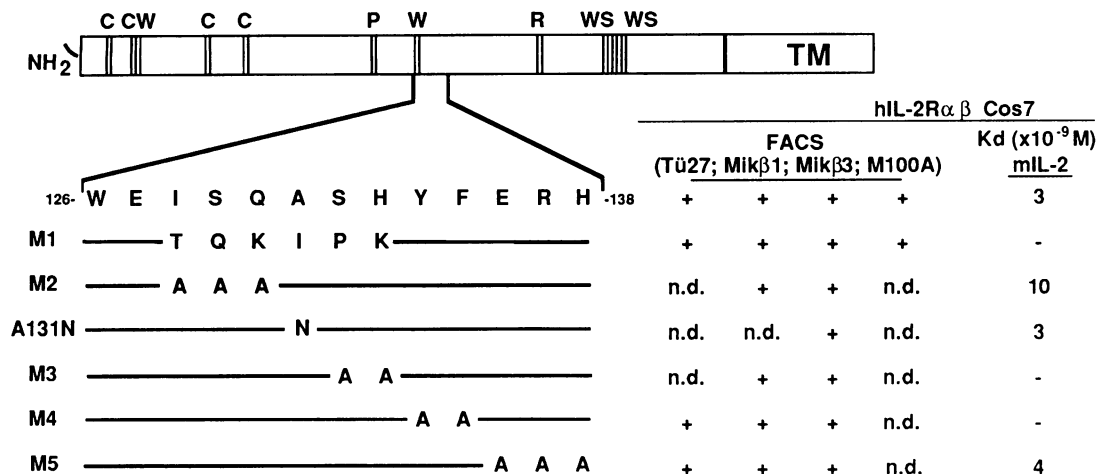 C CW C C P W R WS WS
NH2 TM
hIL-2Rα β Cos7
FACS Kd (x10-9 M)
(Tü27; Mikβ1; Mikβ3; M100A) mIL-2
126- W E I S Q A S H Y F E R H -138 + + + + 3
M1 T Q K I P K + + + + -
M2 A A A n.d. + + n.d. 10
A131N N n.d. n.d. + n.d. 3
M3 A A n.d. + + n.d. -
M4 A A + + + n.d. -
M5 A A A + + + n.d. 4